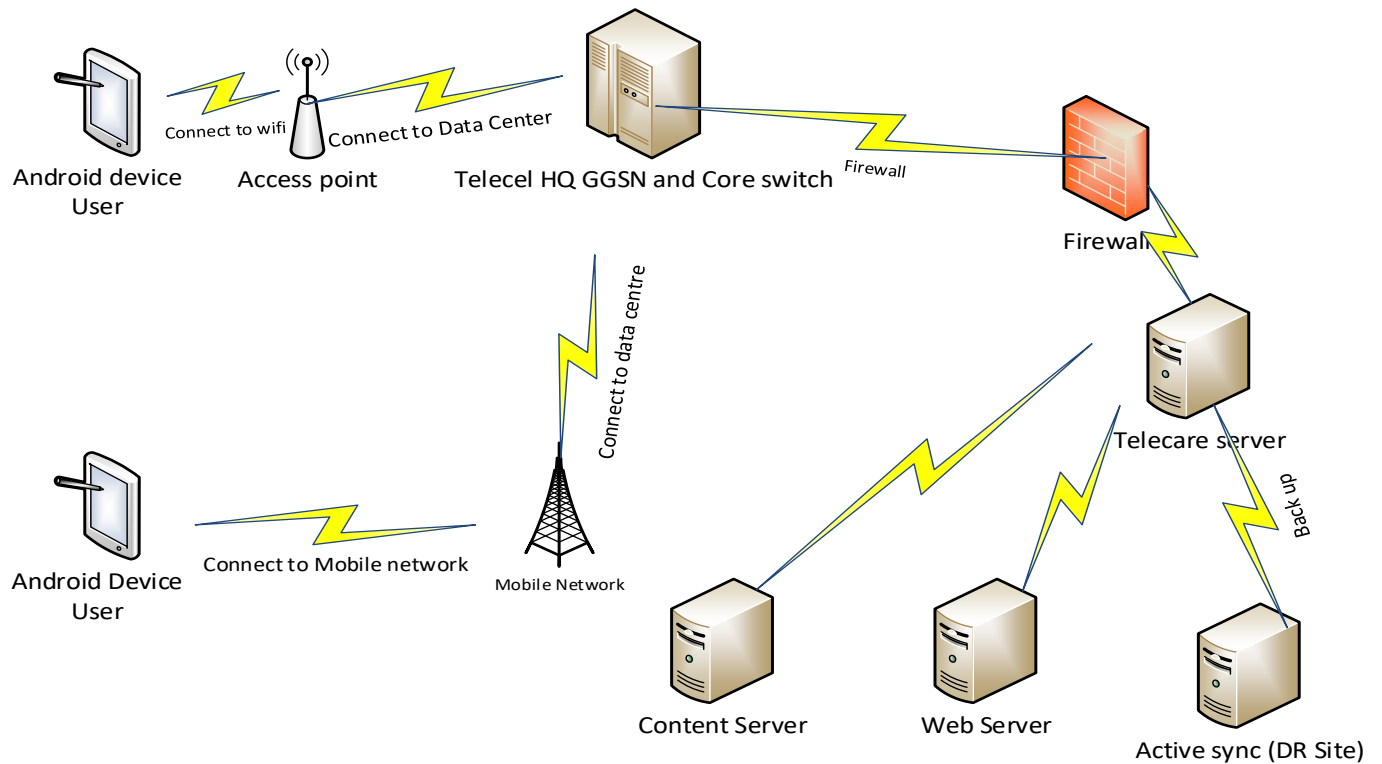 Connect to wifi
Connect to Data Center
Android device
User
Access point
Telecel HQ GGSN and Core switch
Firewall
Firewall
Connect to data centre
Telecare server
Back up
Connect to Mobile network
Mobile Network
Android Device
User
Content Server
Web Server
Active sync (DR Site)